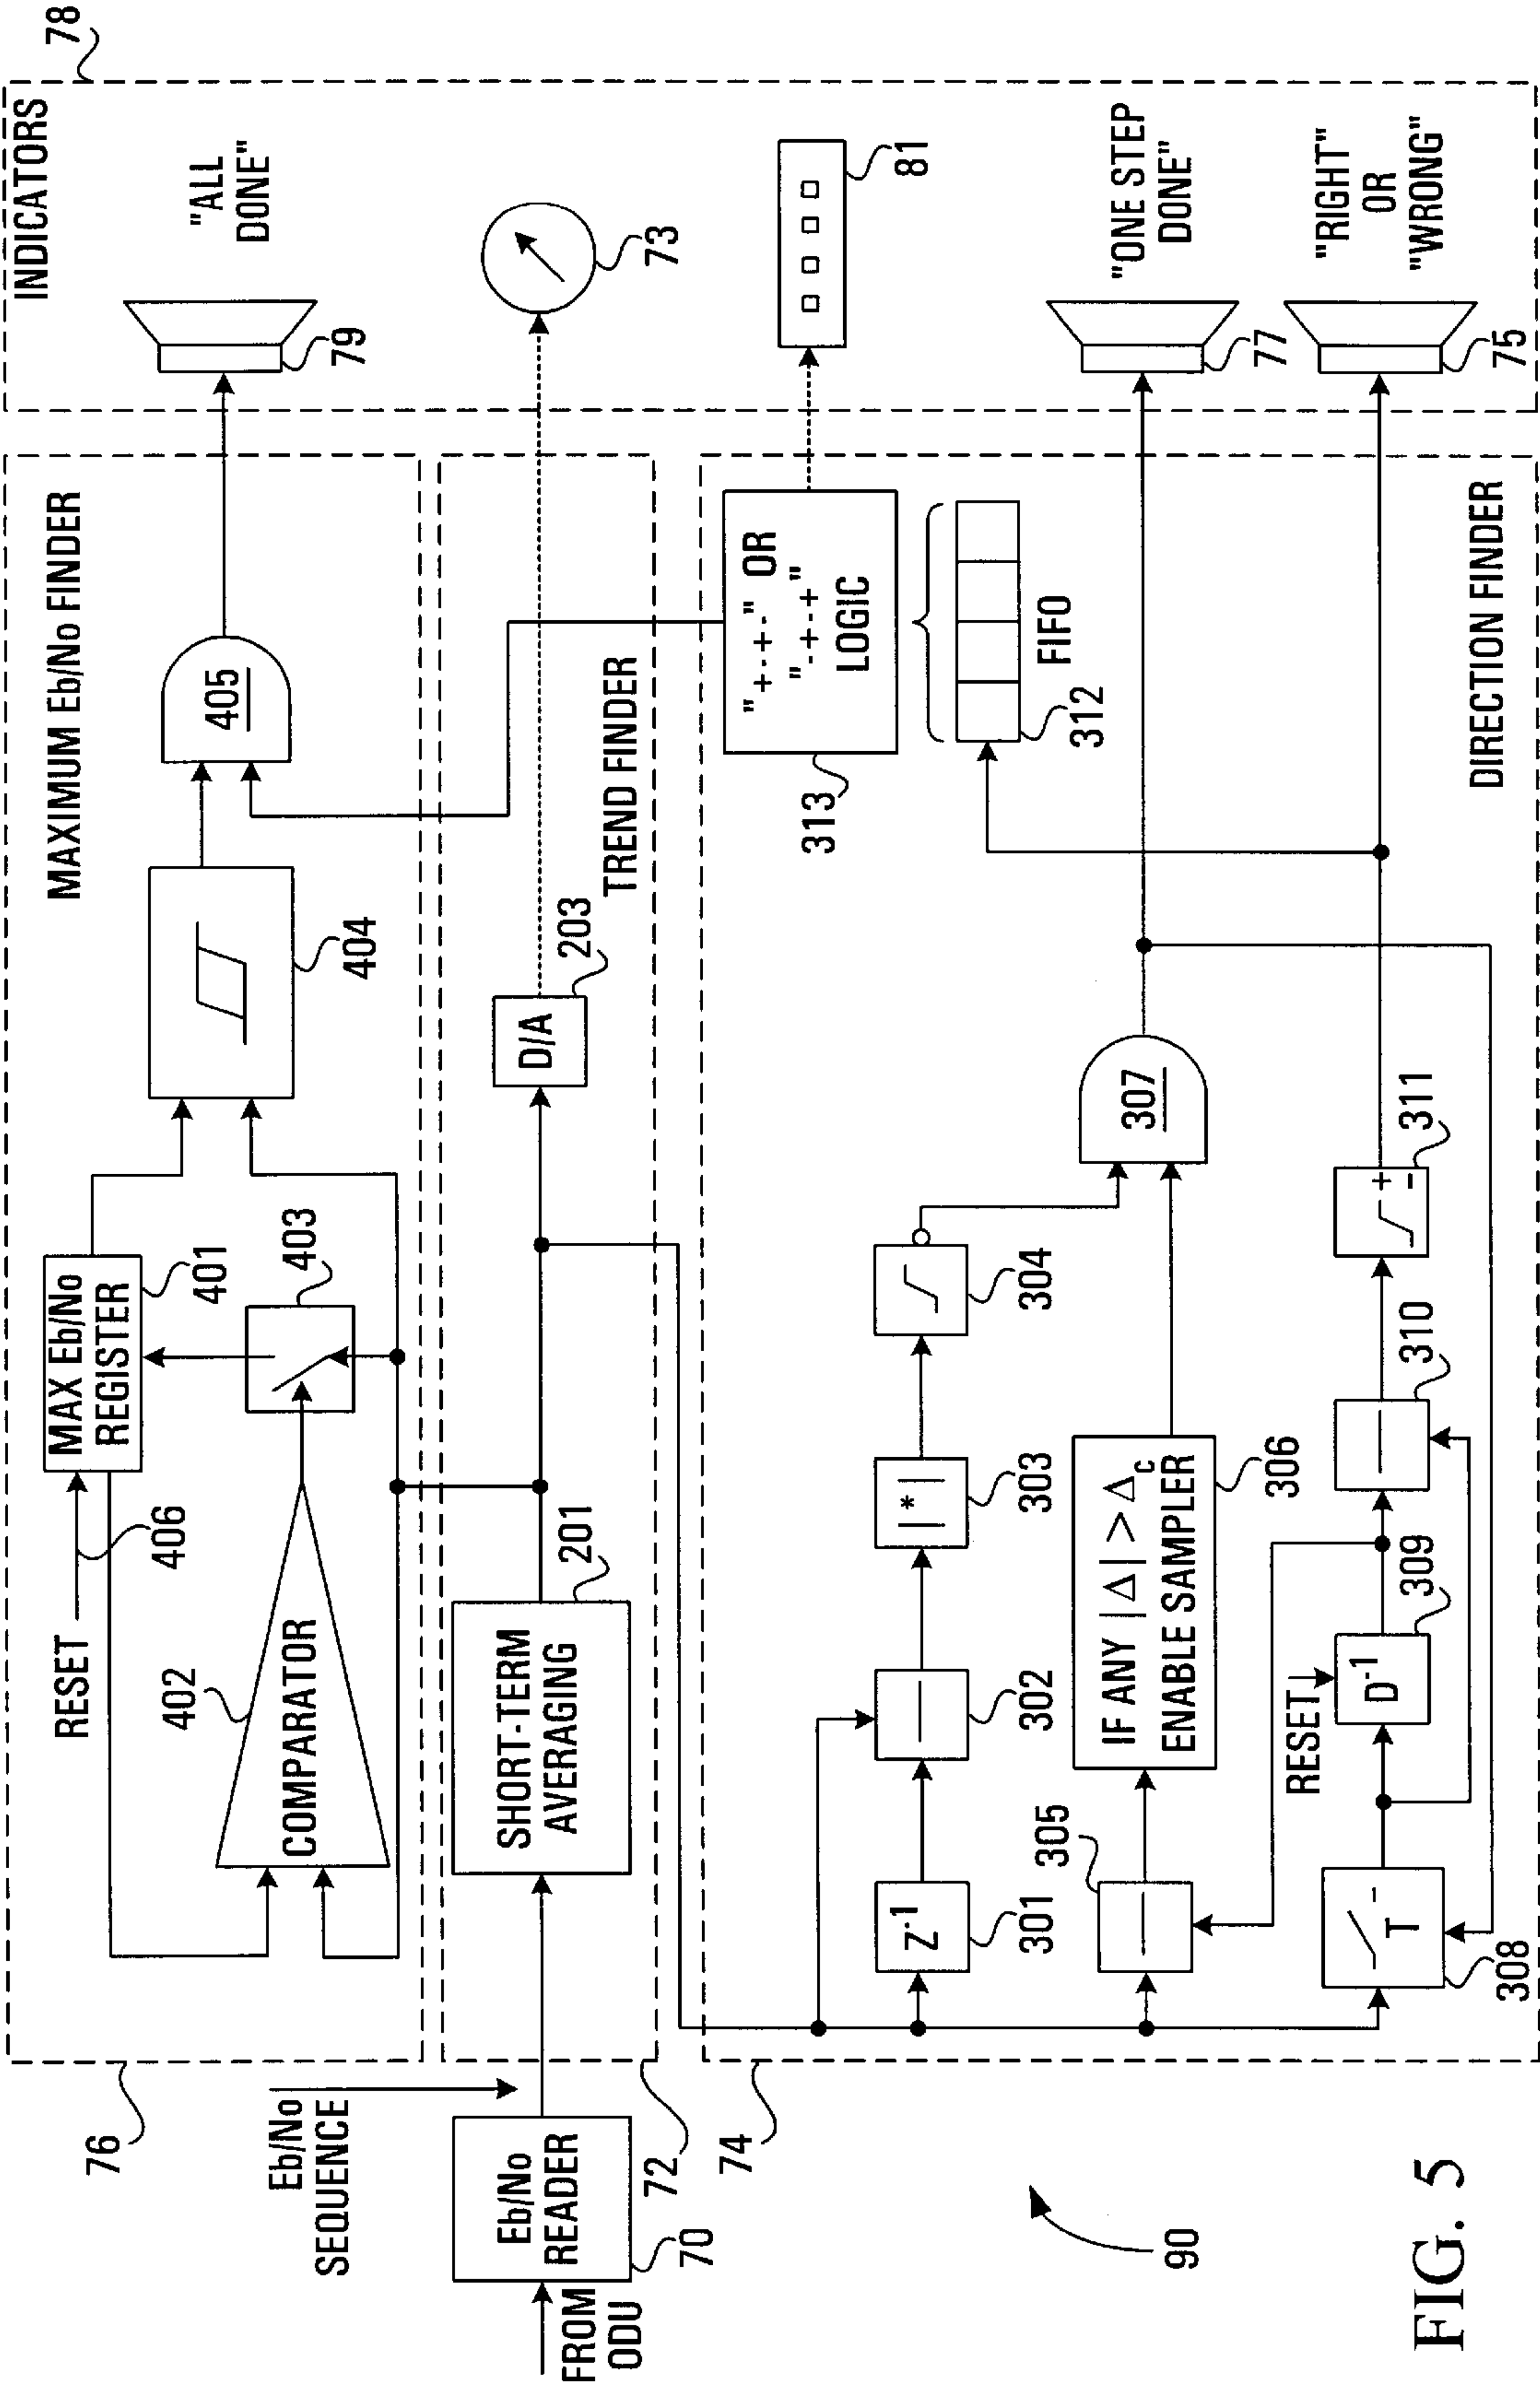 INDICATORS
78
"ALL
DONE"
79
73
81
"ONE STEP
DONE"
77
"RIGHT"
OR
"WRONG"
75
MAXIMUM Eb/No FINDER
76
RESET
406
MAX Eb/No
REGISTER
401
402
COMPARATOR
403
404
405
TREND FINDER
72
Eb/No
SEQUENCE
FROM
ODU
Eb/No
READER
70
SHORT-TERM
AVERAGING
201
D/A
203
DIRECTION FINDER
74
"+-+-" OR
"-+-+"
LOGIC
313
FIFO
312
Z-1
301
302
|*|
303
304
305
IF ANY |Δ|>Δc
ENABLE SAMPLER
306
307
T
308
RESET
D-1
309
310
+
-
311
90
FIG. 5